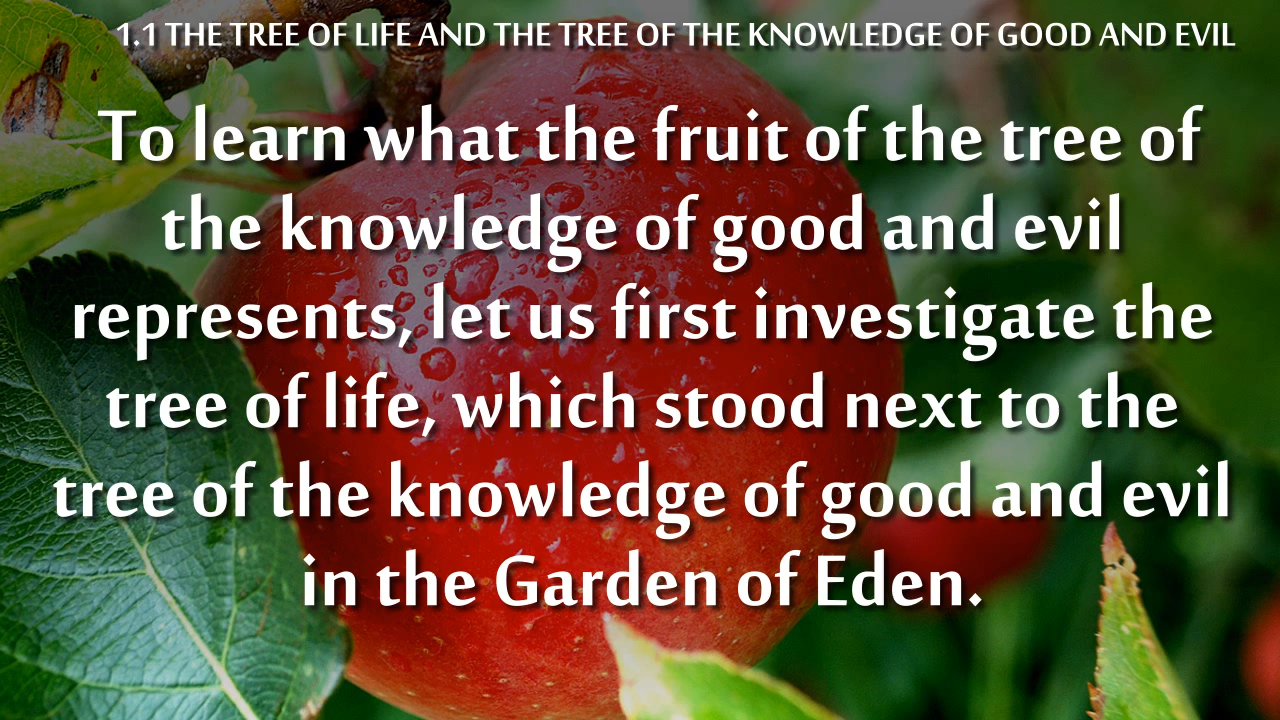 1.1 THE TREE OF LIFE AND THE TREE OF THE KNOWLEDGE OF GOOD AND EVIL
To learn what the fruit of the tree of
the knowledge of good and evil
represents, let us first investigate the
tree of life, which stood next to the
tree of the knowledge of good and evil
in the Garden of Eden.